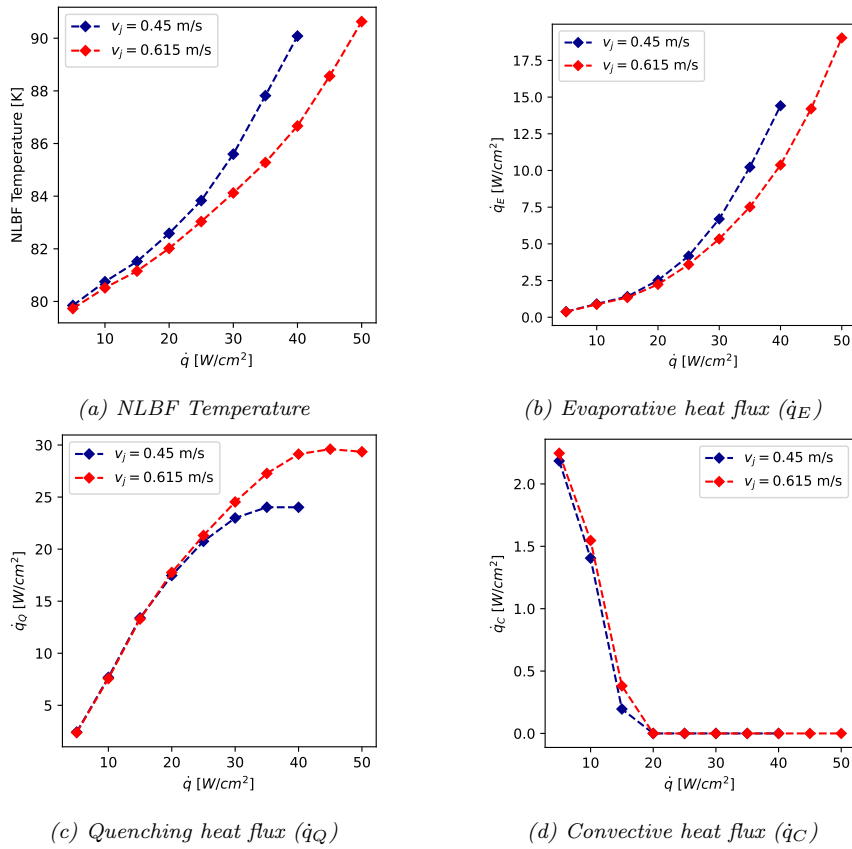 v_j = 0.45 m/s
v_j = 0.615 m/s
NLBF Temperature [K]
90
88
86
84
82
80
10 20 30 40 50
q̇ [W/cm²]
(a) NLBF Temperature
v_j = 0.45 m/s
v_j = 0.615 m/s
q̇_E [W/cm²]
17.5
15.0
12.5
10.0
7.5
5.0
2.5
0.0
10 20 30 40 50
q̇ [W/cm²]
(b) Evaporative heat flux (q̇_E)
v_j = 0.45 m/s
v_j = 0.615 m/s
q̇_Q [W/cm²]
30
25
20
15
10
5
10 20 30 40 50
q̇ [W/cm²]
(c) Quenching heat flux (q̇_Q)
v_j = 0.45 m/s
v_j = 0.615 m/s
q̇_C [W/cm²]
2.0
1.5
1.0
0.5
0.0
10 20 30 40 50
q̇ [W/cm²]
(d) Convective heat flux (q̇_C)